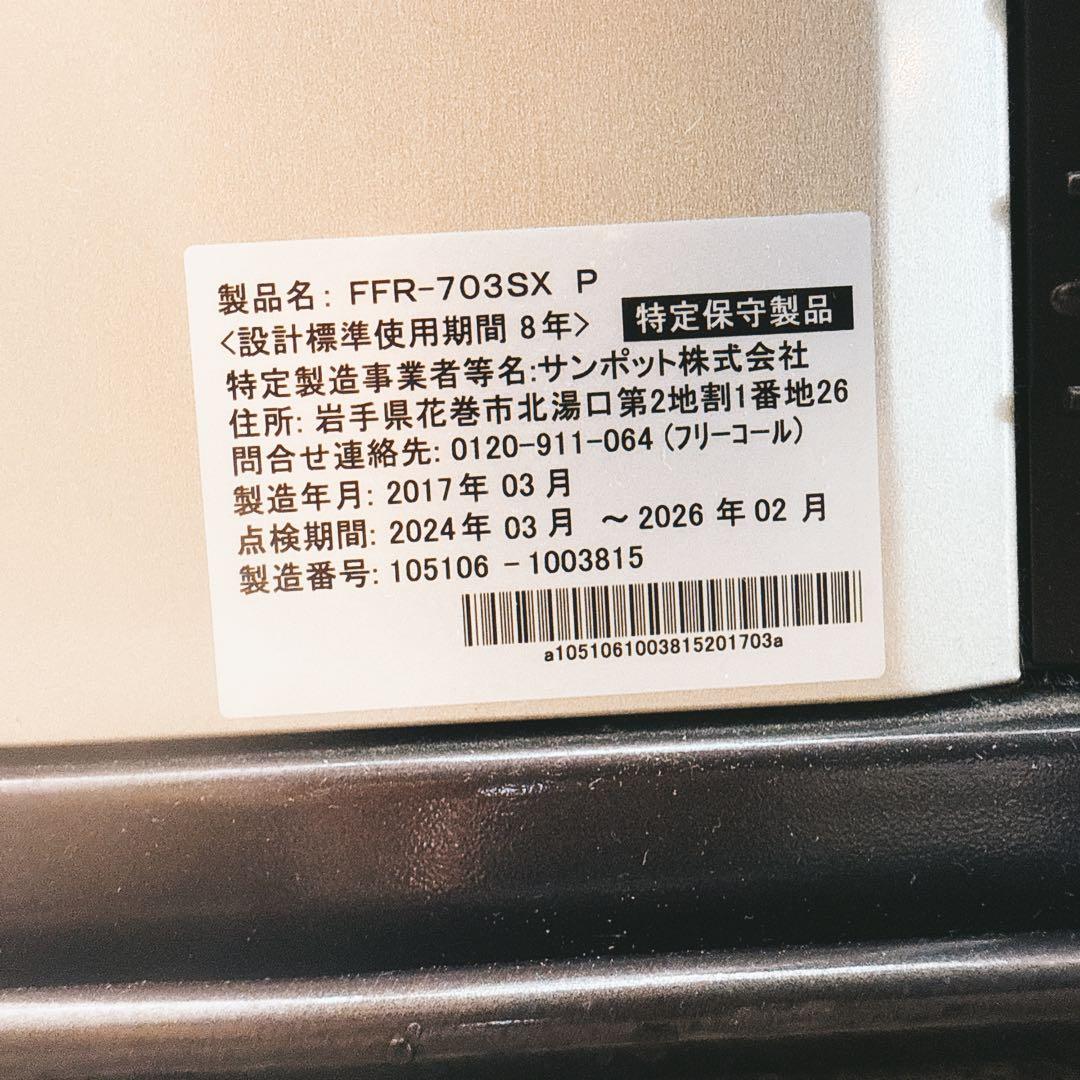 製品名: FFR-703SX P
<設計標準使用期間 8年> 特定保守製品
特定製造事業者等名:サンポット株式会社
住所: 岩手県花巻市北湯口第2地割1番地26
問合せ連絡先: 0120-911-064 (フリーコール)
製造年月: 2017年 03 月
点検期間: 2024年 03 月 ～2026 年 02 月
製造番号: 105106 -1003815
a1051061003815201703a